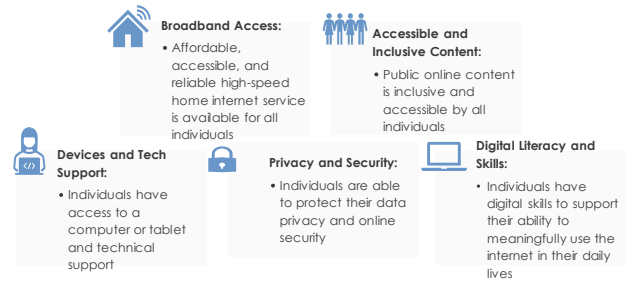 Broadband Access:
• Affordable,
accessible, and
reliable high-speed
home internet service
is available for all
individuals
Accessible and
Inclusive Content:
• Public online content
is inclusive and
accessible by all
individuals
Devices and Tech
Support:
• Individuals have
access to a
computer or tablet
and technical
support
Privacy and Security:
• Individuals are able
to protect their data
privacy and online
security
Digital Literacy and
Skills:
• Individuals have
digital skills to support
their ability to
meaningfully use the
internet in their daily
lives